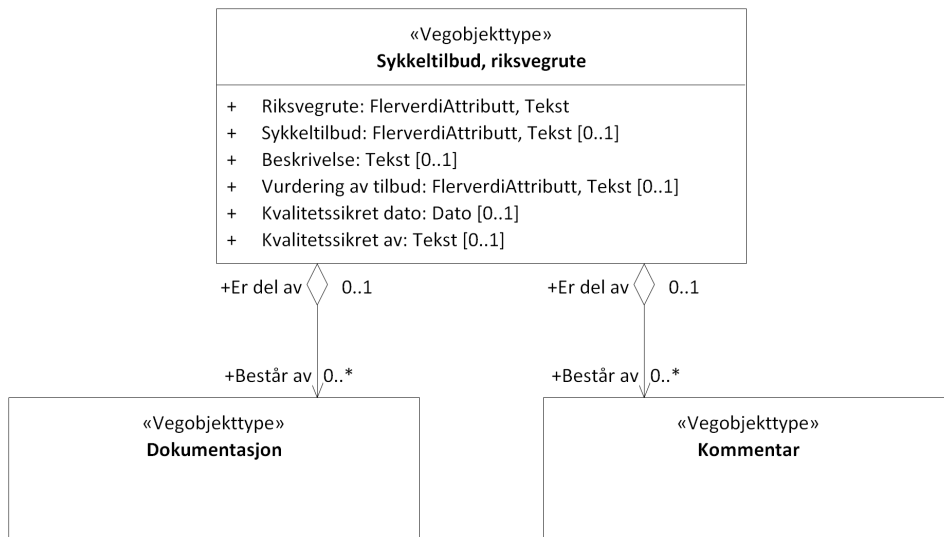 «Vegobjekttype»
Sykkeltilbud, riksvegrute
+ Riksvegrute: FlerverdiAttributt, Tekst
+ Sykkeltilbud: FlerverdiAttributt, Tekst [0..1]
+ Beskrivelse: Tekst [0..1]
+ Vurdering av tilbud: FlerverdiAttributt, Tekst [0..1]
+ Kvalitetssikret dato: Dato [0..1]
+ Kvalitetssikret av: Tekst [0..1]
+Er del av 0..1 +Er del av 0..1
+Består av 0..* +Består av 0..*
«Vegobjekttype» «Vegobjekttype»
Dokumentasjon Kommentar